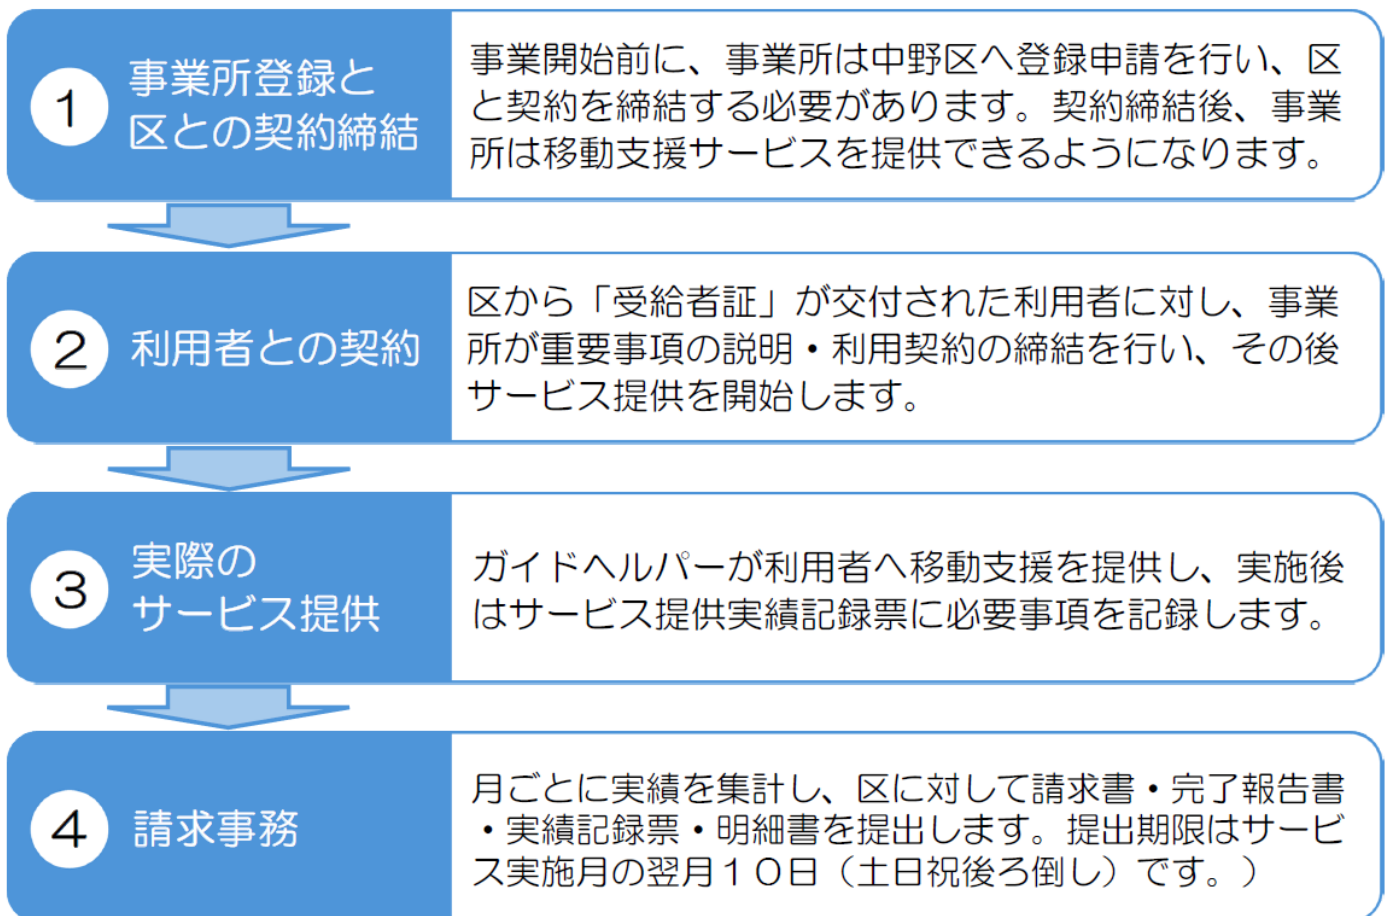 ①
事業所登録と
区との契約締結
事業開始前に、事業所は中野区へ登録申請を行い、区
と契約を締結する必要があります。契約締結後、事業
所は移動支援サービスを提供できるようになります。
②
利用者との契約
区から「受給者証」が交付された利用者に対し、事業
所が重要事項の説明・利用契約の締結を行い、その後
サービス提供を開始します。
③
実際の
サービス提供
ガイドヘルパーが利用者へ移動支援を提供し、実施後
はサービス提供実績記録票に必要事項を記録します。
④
請求事務
月ごとに実績を集計し、区に対して請求書・完了報告書
・実績記録票・明細書を提出します。提出期限はサービ
ス実施月の翌月１０日（土日祝後ろ倒し）です。）